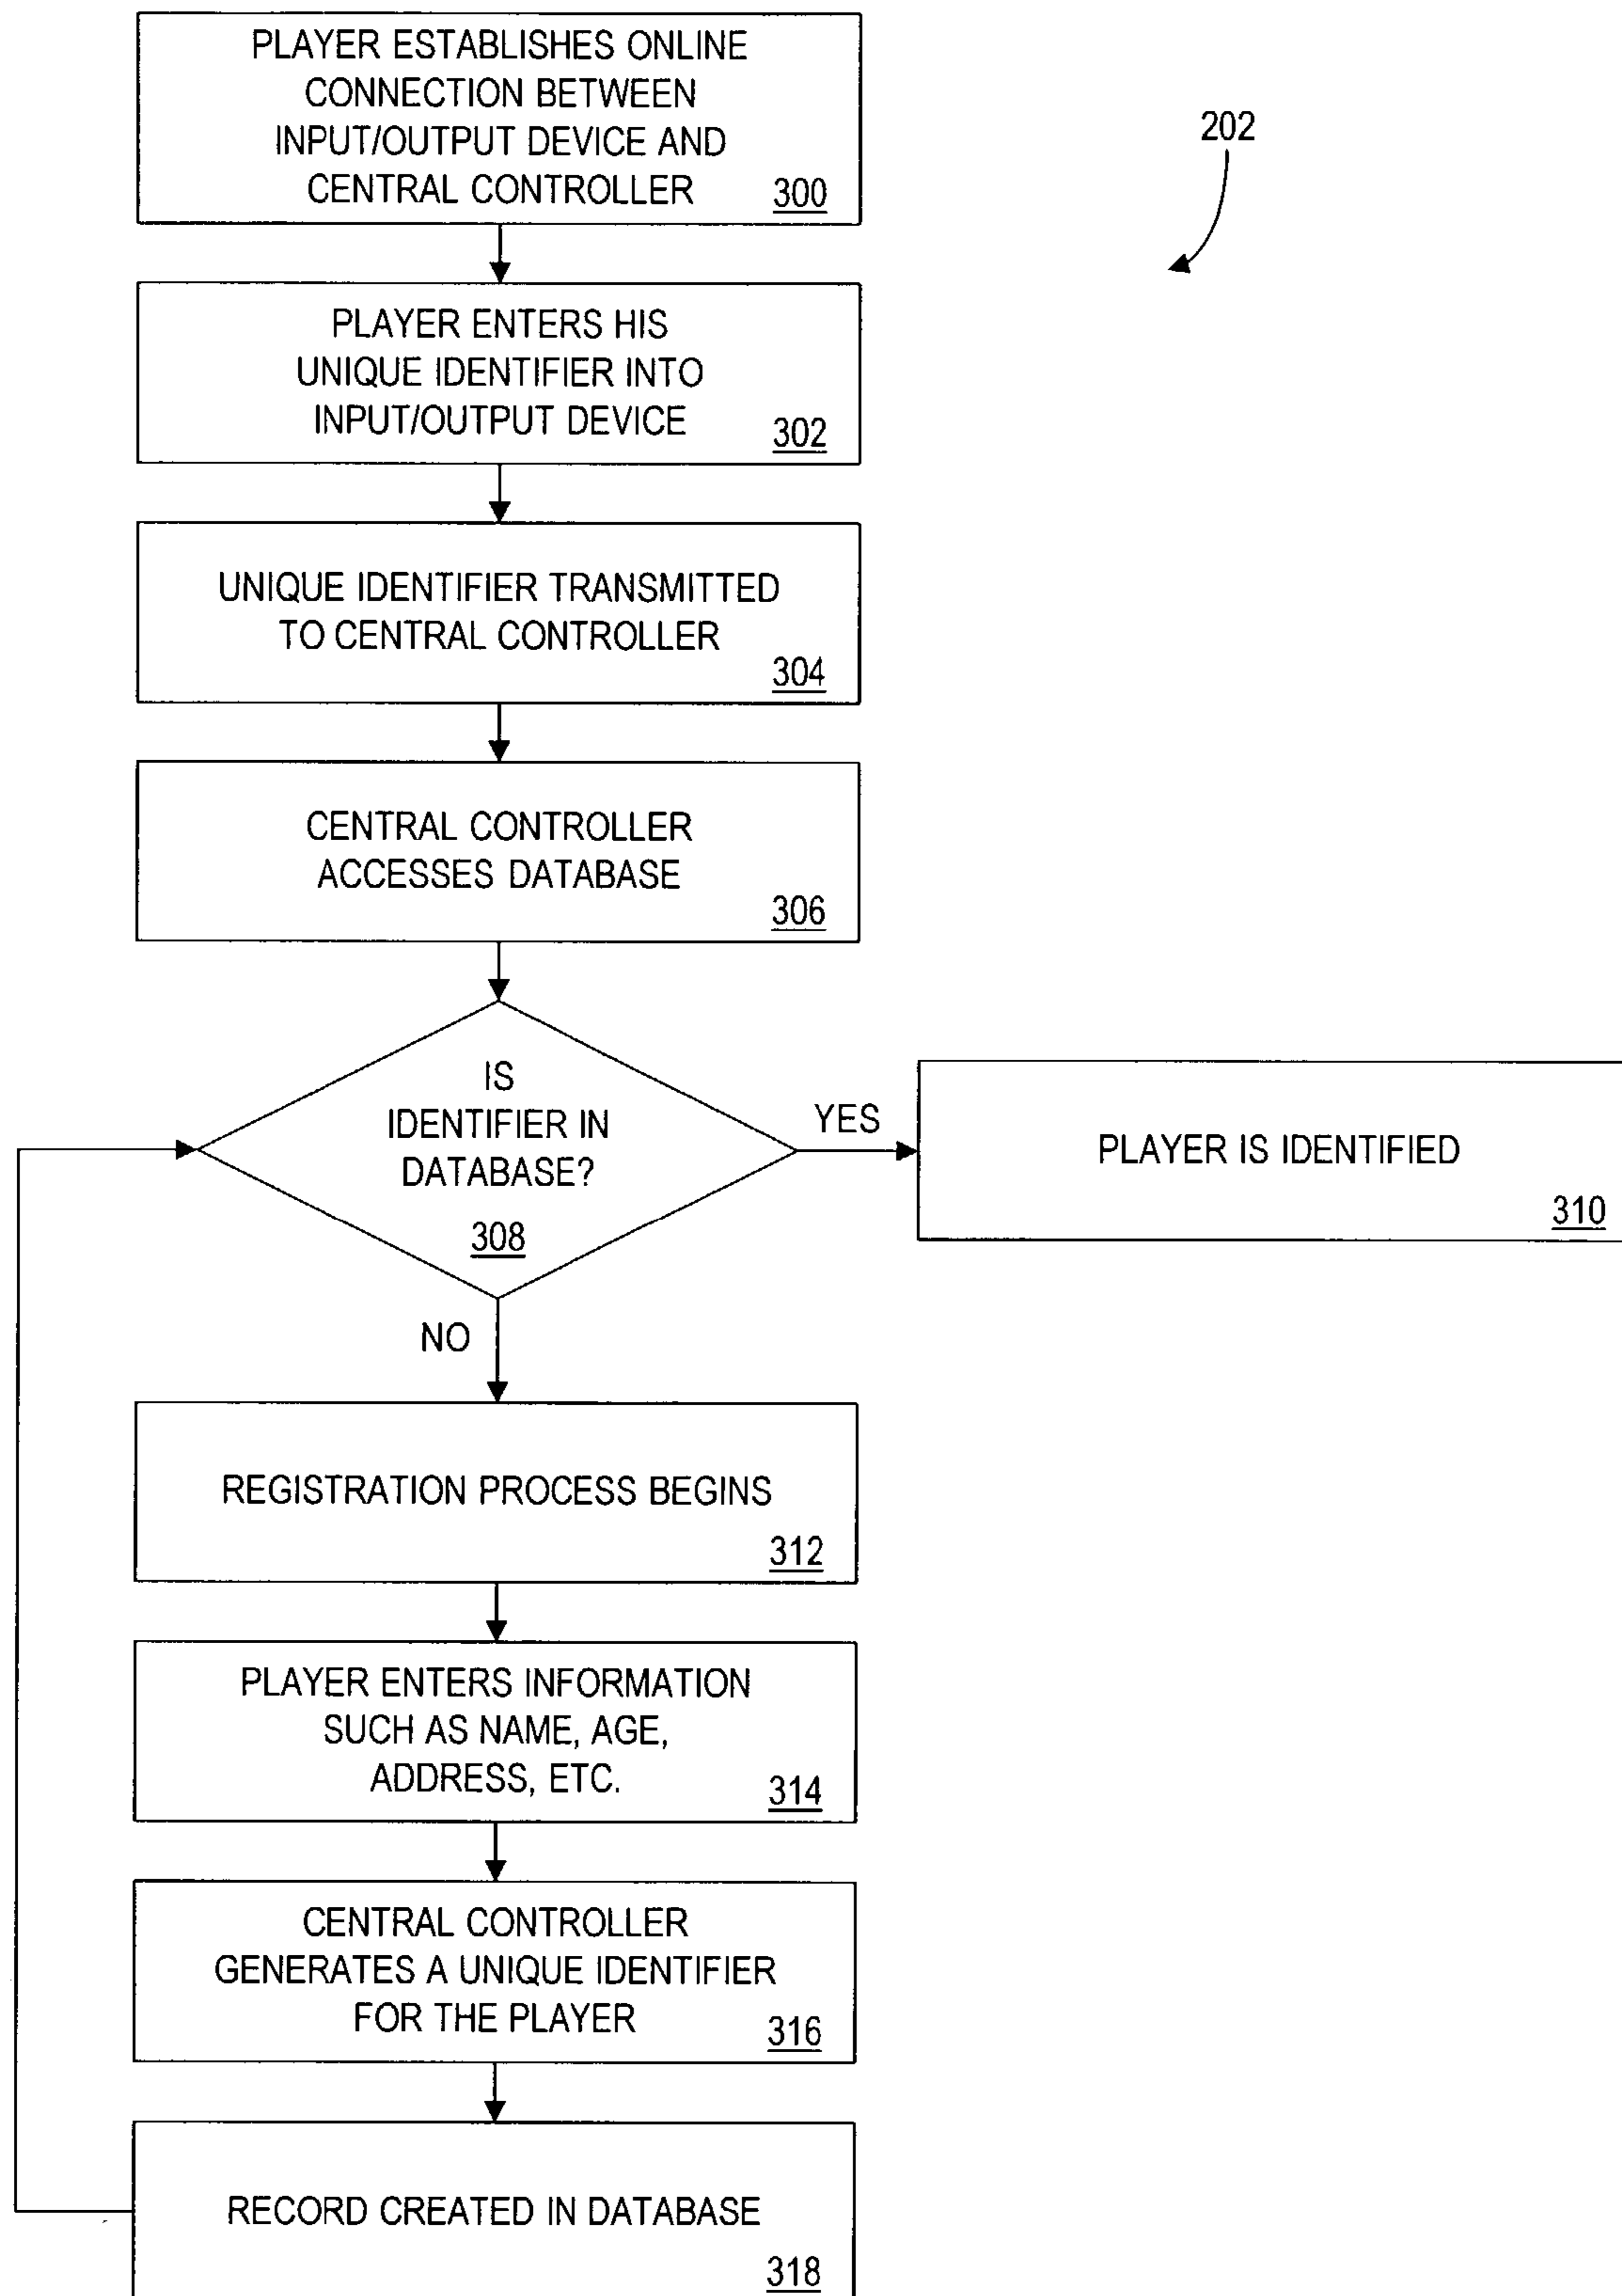 PLAYER ESTABLISHES ONLINE
CONNECTION BETWEEN
INPUT/OUTPUT DEVICE AND
CENTRAL CONTROLLER
300
202
PLAYER ENTERS HIS
UNIQUE IDENTIFIER INTO
INPUT/OUTPUT DEVICE
302
UNIQUE IDENTIFIER TRANSMITTED
TO CENTRAL CONTROLLER
304
CENTRAL CONTROLLER
ACCESSES DATABASE
306
IS
IDENTIFIER IN
DATABASE?
308
YES
PLAYER IS IDENTIFIED
310
NO
REGISTRATION PROCESS BEGINS
312
PLAYER ENTERS INFORMATION
SUCH AS NAME, AGE,
ADDRESS, ETC.
314
CENTRAL CONTROLLER
GENERATES A UNIQUE IDENTIFIER
FOR THE PLAYER
316
RECORD CREATED IN DATABASE
318